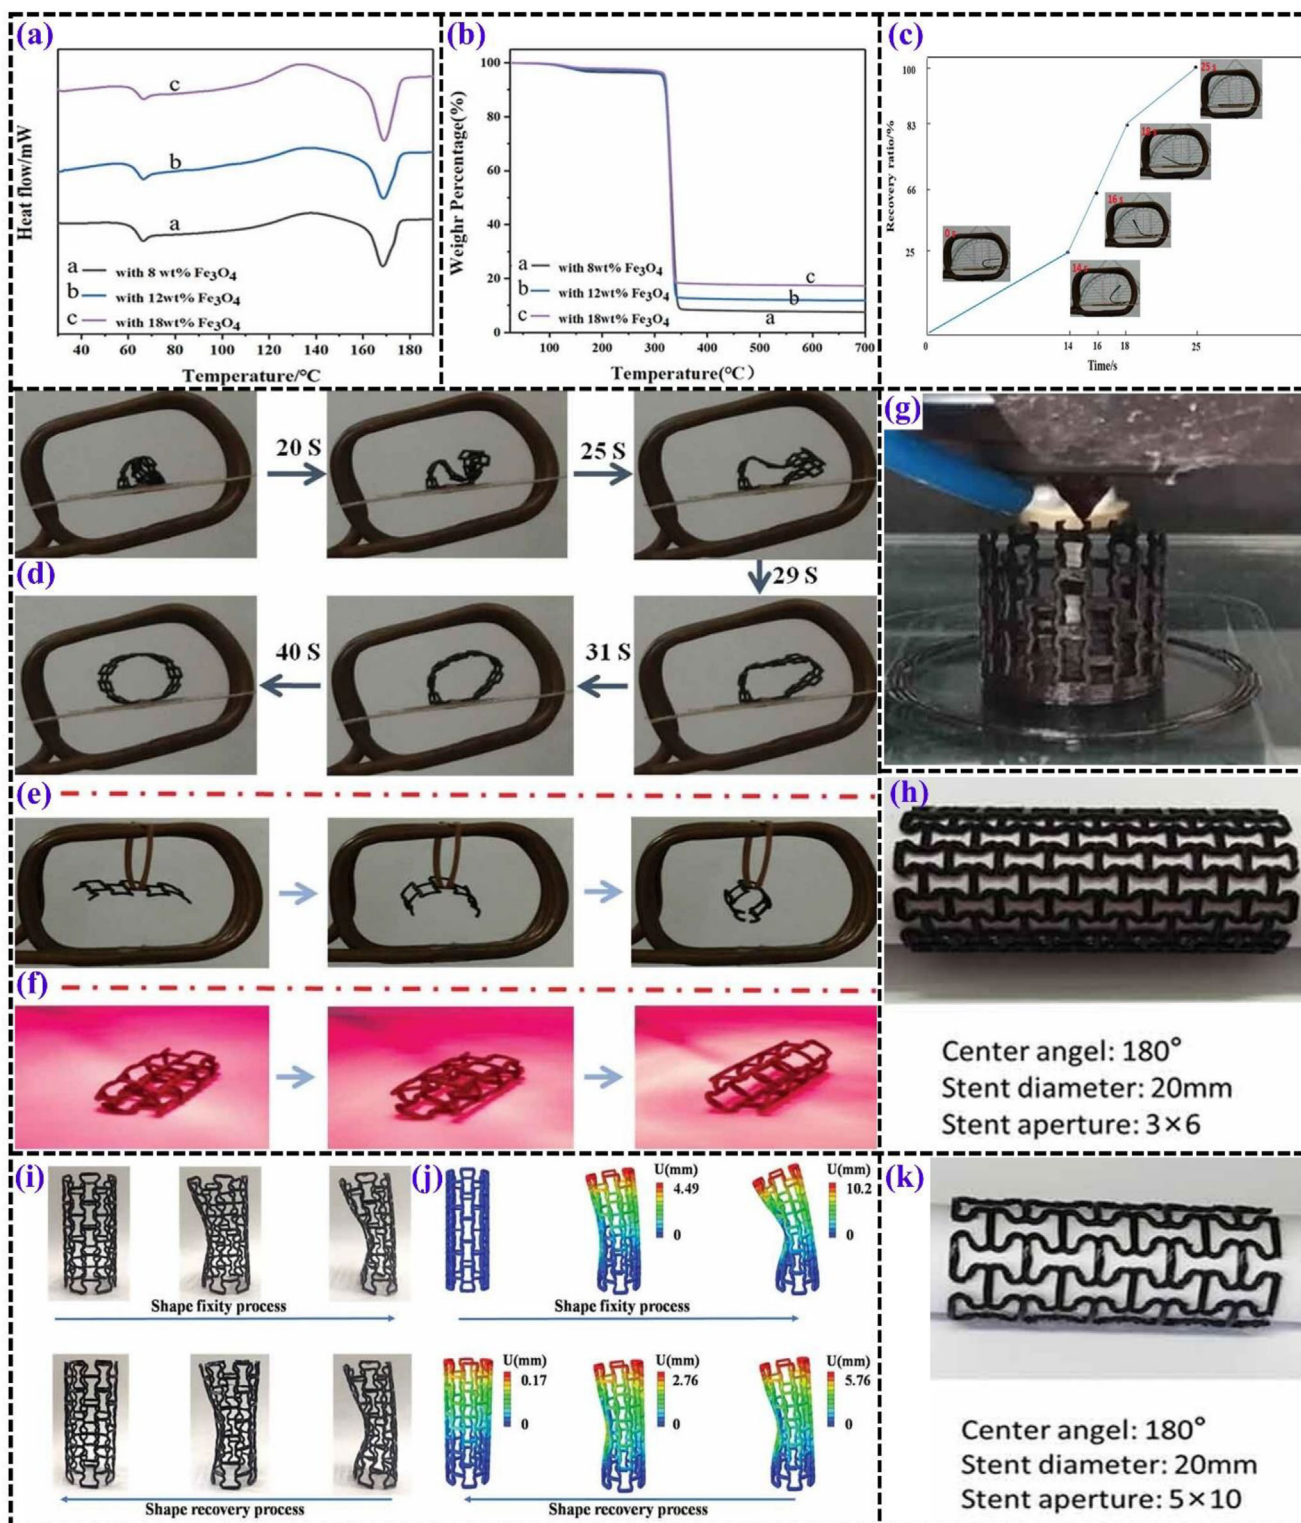 (a)
Heat flow/mW
c
b
a
a — with 8 wt% Fe₃O₄
b — with 12wt% Fe₃O₄
c — with 18wt% Fe₃O₄
40 60 80 100 120 140 160 180
Temperature/°C
(b)
Weighr Percentage(%)
100
80
60
40
20
0
a — with 8wt% Fe₃O₄
b — with 12wt% Fe₃O₄
c — with 18wt% Fe₃O₄
c
b
a
100 200 300 400 500 600 700
Temperature(°C)
(c)
Recovery ratio/%
100
83
66
25
25 s
18 s
16 s
0 s
14 s
0 14 16 18 25
Time/s
20 S
25 S
(d)
29 S
40 S
31 S
(e)
(f)
(g)
(h)
Center angel: 180°
Stent diameter: 20mm
Stent aperture: 3×6
(i)
Shape fixity process
Shape recovery process
(j)
U(mm)
4.49
0
U(mm)
10.2
0
Shape fixity process
U(mm)
0.17
0
U(mm)
2.76
0
U(mm)
5.76
0
Shape recovery process
(k)
Center angel: 180°
Stent diameter: 20mm
Stent aperture: 5×10